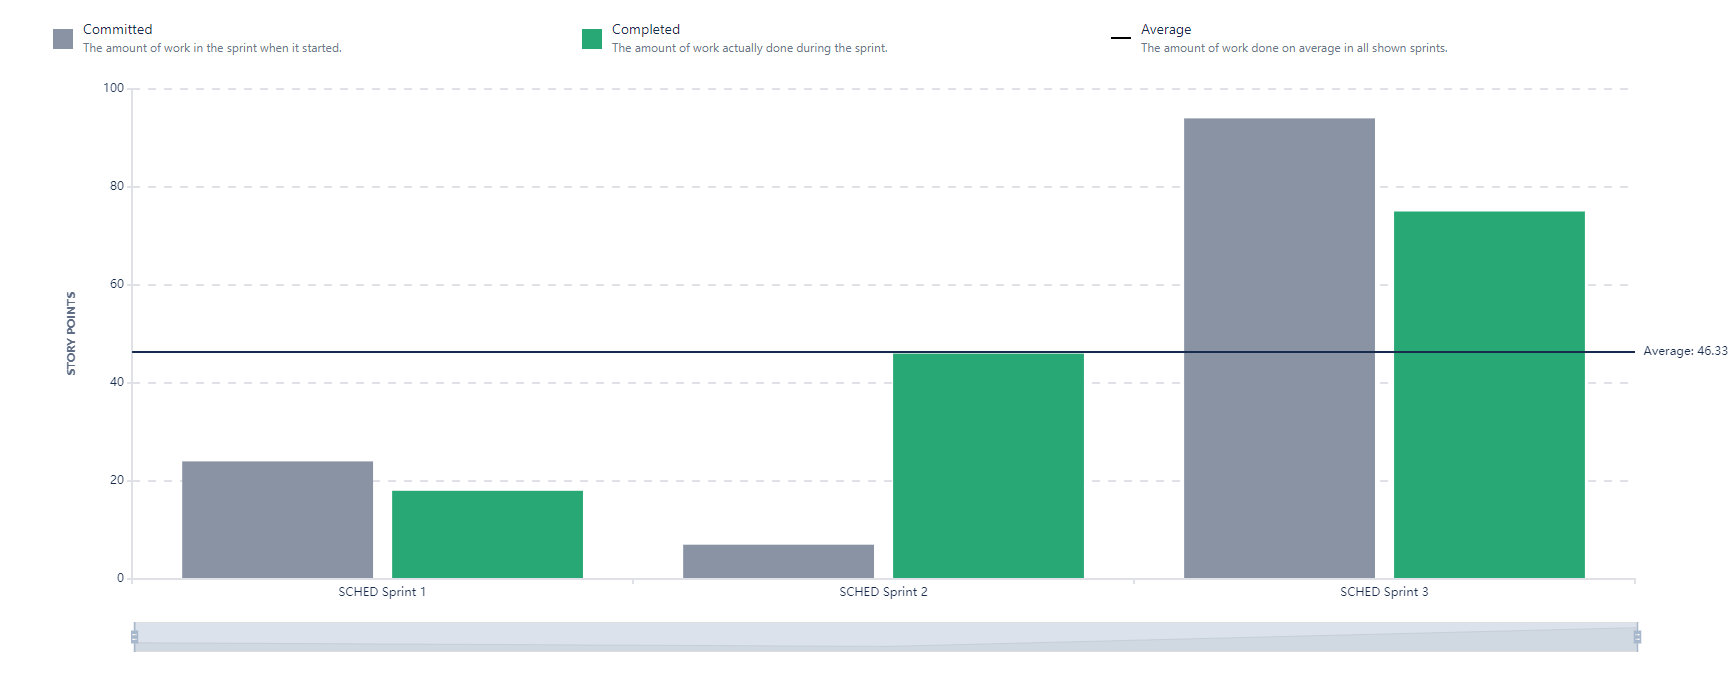 Committed
The amount of work in the sprint when it started.
Completed
The amount of work actually done during the sprint.
Average
The amount of work done on average in all shown sprints.
100
80
60
40
20
0
STORY POINTS
Average: 46.33
SCHED Sprint 1
SCHED Sprint 2
SCHED Sprint 3